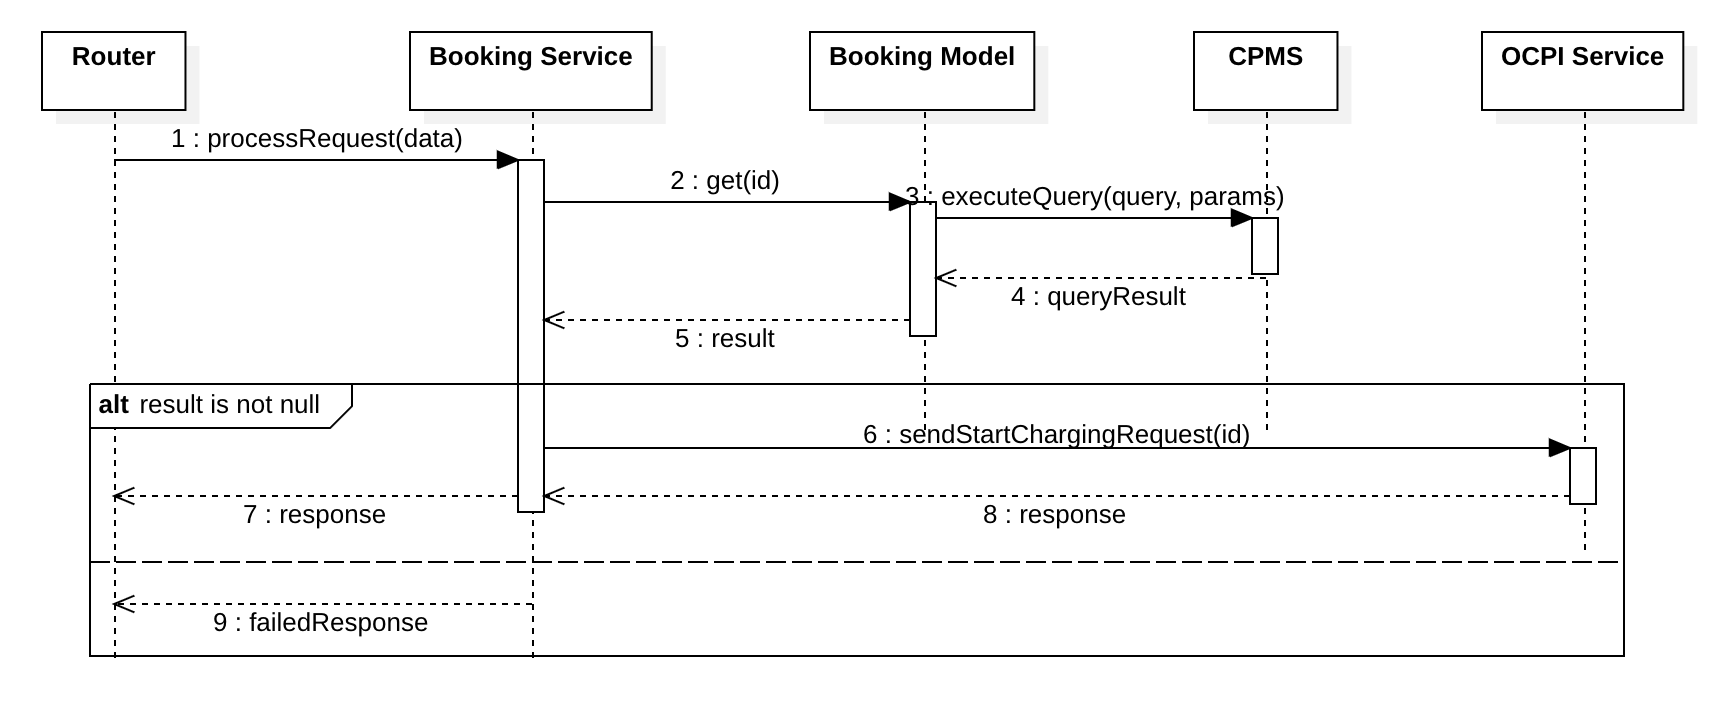 Router
Booking Service
Booking Model
CPMS
OCPI Service
1 : processRequest(data)
2 : get(id)
3 : executeQuery(query, params)
4 : queryResult
5 : result
alt result is not null
6 : sendStartChargingRequest(id)
7 : response
8 : response
9 : failedResponse